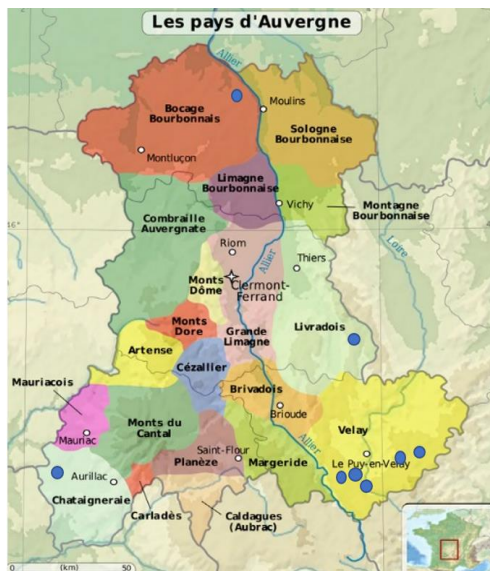 Les pays d'Auvergne
Allier
Bocage
Bourbonnais
Moulins
Sologne
Bourbonnaise
Montluçon
Limagne
Bourbonnaise
Vichy
Montagne
Bourbonnaise
Combraille
Auvergnate
Riom
Allier
Loire
Thiers
Monts
Dôme
Clermont-
Ferrand
Monts
Dore
Grande
Limagne
Livradois
Artense
Cézallier
Mauriacois
Brivadois
Brioude
Velay
Monts du
Cantal
Mauriac
Allier
Saint-Flour
Planèze
Margeride
Le Puy-en-Velay
Aurillac
Chataigneraie
Carladès
Caldagues
(Aubrac)
0 (km) 50